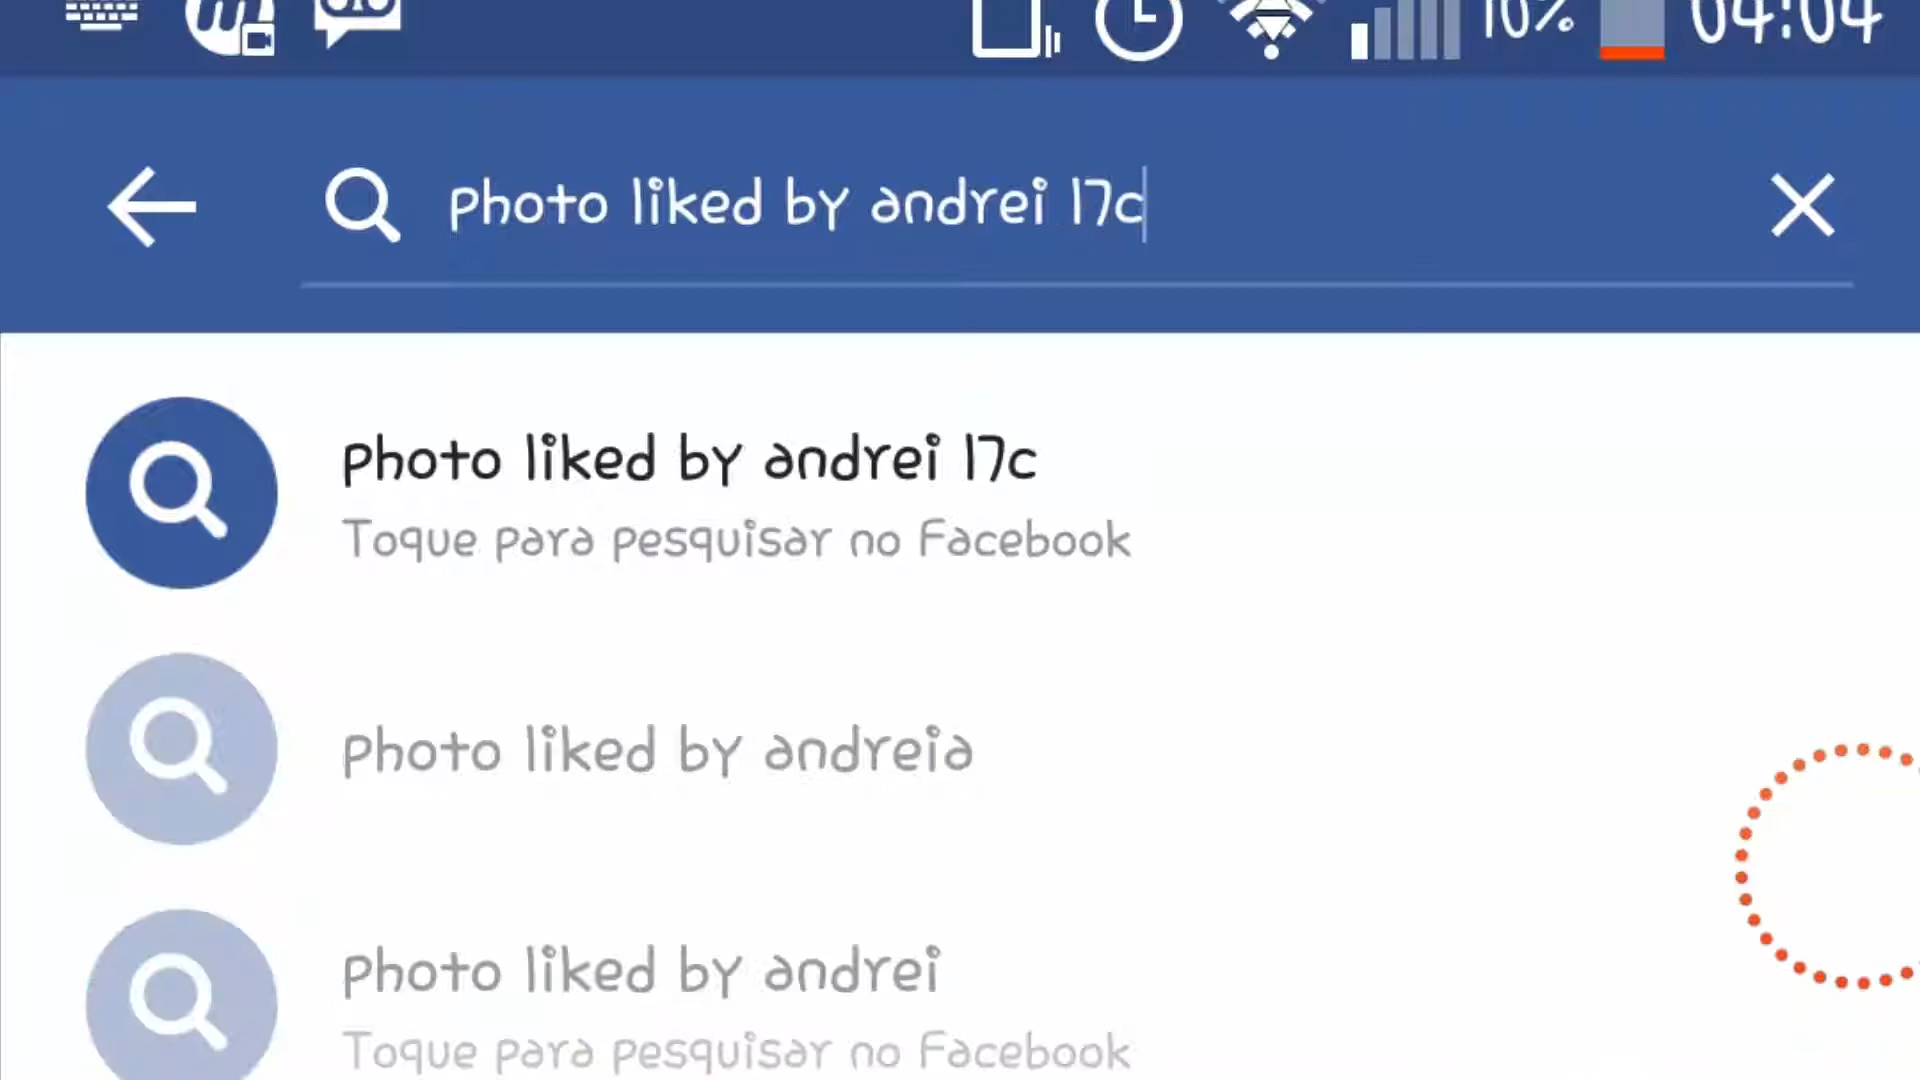 10% 04:04
photo liked by andrei 17c
photo liked by andrei 17c
Toque para pesquisar no Facebook
photo liked by andreia
photo liked by andrei
Toque para pesquisar no Facebook